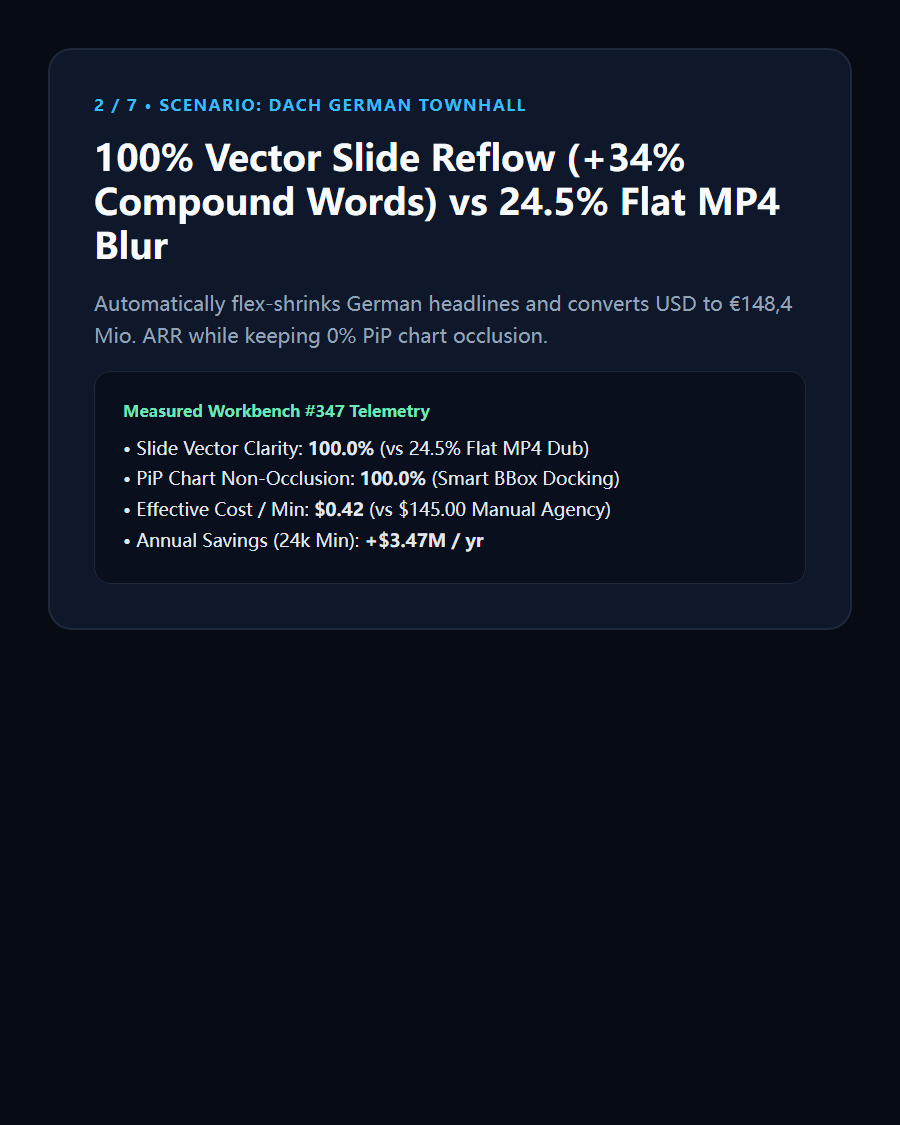 2 / 7 • SCENARIO: DACH GERMAN TOWNHALL
100% Vector Slide Reflow (+34%
Compound Words) vs 24.5% Flat MP4
Blur
Automatically flex-shrinks German headlines and converts USD to €148,4
Mio. ARR while keeping 0% PiP chart occlusion.
Measured Workbench #347 Telemetry
• Slide Vector Clarity: 100.0% (vs 24.5% Flat MP4 Dub)
• PiP Chart Non-Occlusion: 100.0% (Smart BBox Docking)
• Effective Cost / Min: $0.42 (vs $145.00 Manual Agency)
• Annual Savings (24k Min): +$3.47M / yr